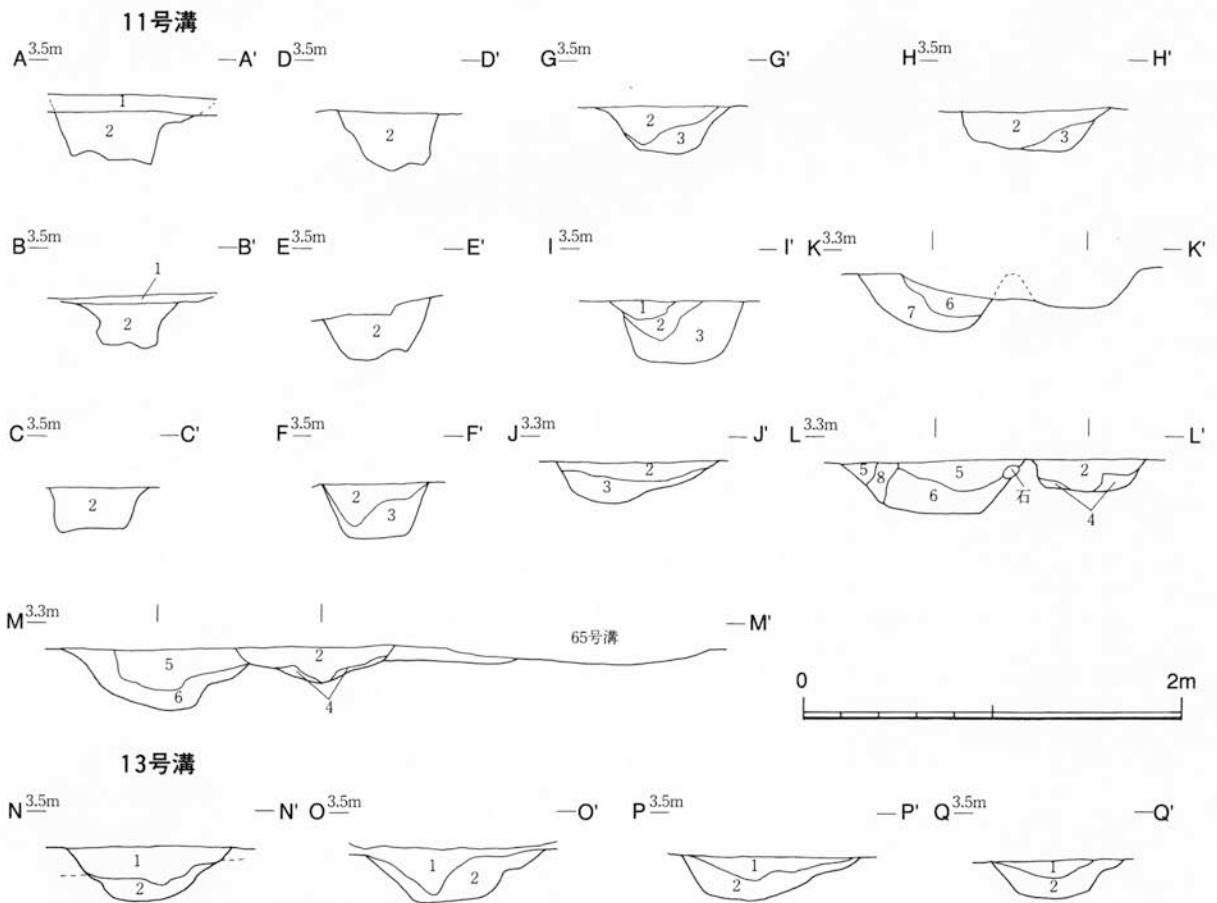 11号溝
A 3.5m A' D 3.5m D' G 3.5m G' H 3.5m H'
1
2 2 2 3 2 3
B 3.5m B' E 3.5m E' I 3.5m I' K 3.3m K'
1
2 2 1 2 3 6 7
C 3.5m C' F 3.5m F' J 3.3m J' L 3.3m L'
2 2 3 2 3 5 8 5 6 石 2 4
M 3.3m M'
65号溝
5 6 2 4
0 2m
13号溝
N 3.5m N' O 3.5m O' P 3.5m P' Q 3.5m Q'
1 1 1 1
2 2 2 2